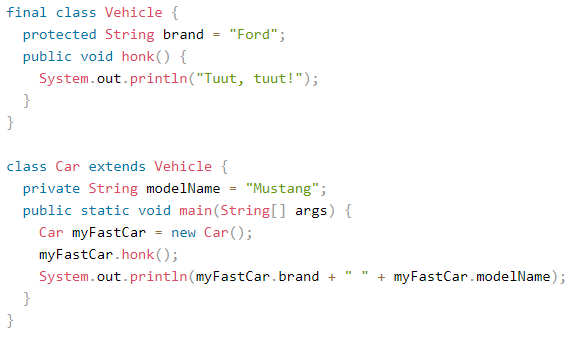 final class Vehicle {
  protected String brand = "Ford";
  public void honk() {
    System.out.println("Tuut, tuut!");
  }
}

class Car extends Vehicle {
  private String modelName = "Mustang";
  public static void main(String[] args) {
    Car myFastCar = new Car();
    myFastCar.honk();
    System.out.println(myFastCar.brand + " " + myFastCar.modelName);
  }
}